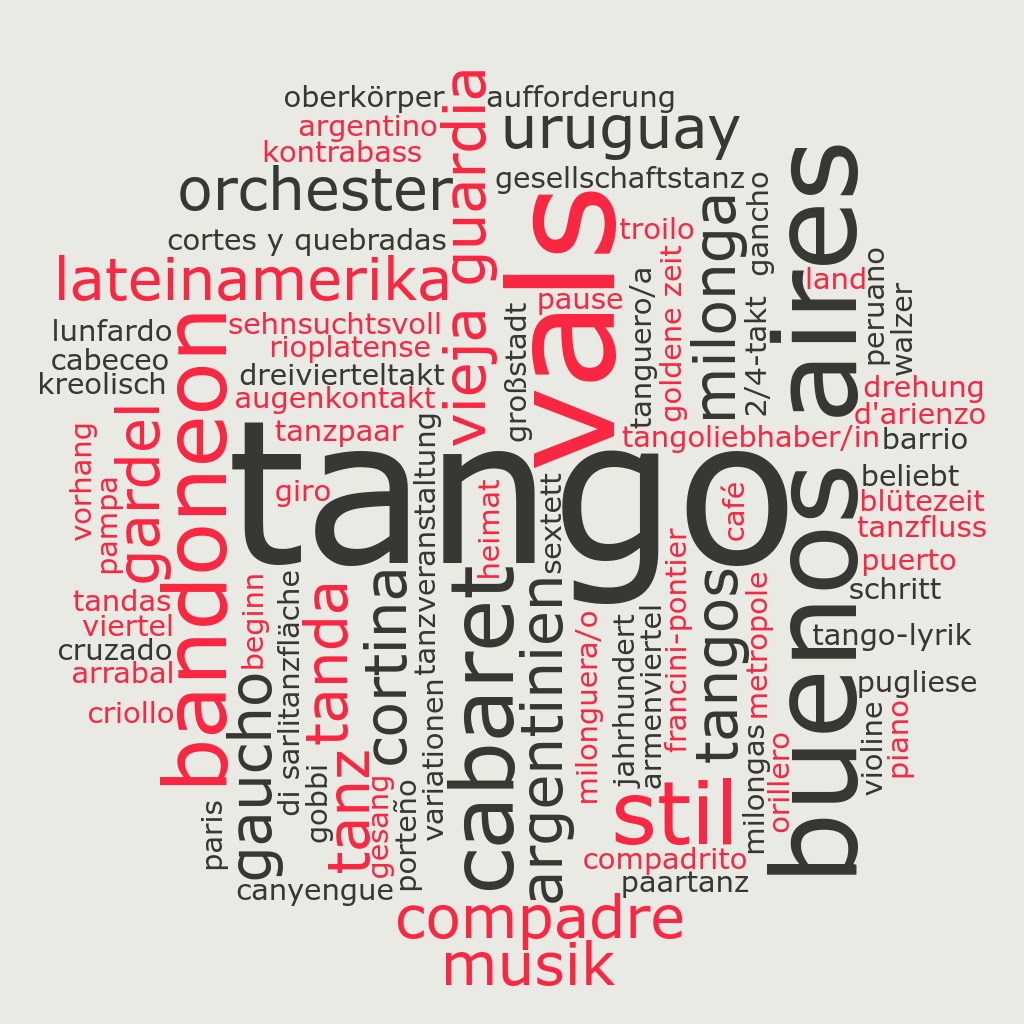 oberkörper
aufforderung
argentino
uruguay
kontrabass
vieja guardia
orchester
gesellschaftstanz
vals
milonga
gancho
buenos aires
troilo
cortes y quebradas
lateinamerika
goldene zeit
tanguero/a
land
peruano
pause
walzer
lunfardo
bandoneon
sehnsuchtsvoll
großstadt
2/4-takt
rioplatense
cabeceo
dreivierteltakt
kreolisch
drehung
augenkontakt
d'arienzo
gardel
vorhang
tanzpaar
tanzveranstaltung
tango
tangoliebhaber/in
barrio
pampa
giro
heimat
sextett
café
beliebt
blütezeit
tanzfluss
puerto
schritt
tandas
beginn
di sarli
tanzfläche
tanda
cortina
cabaret
argentinien
milonguera/o
jahrhundert
armenviertel
francini-pontier
tangos
metropole
viertel
tango-lyrik
cruzado
arrabal
pugliese
gaucho
variationen
criollo
violine
piano
gobbi
tanz
gesang
porteño
stil
milongas
orillero
paris
compadrito
paartanz
canyengue
compadre
musik